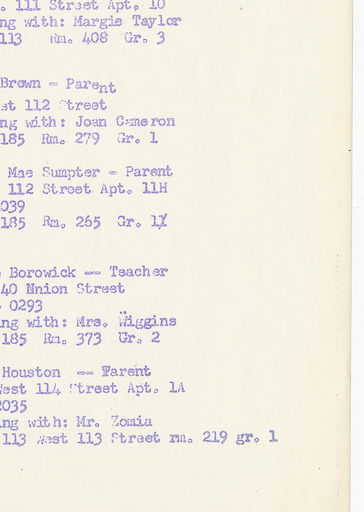 . 111 Street Apt. 10
ng with: Margie Taylor
113 Rm. 408 Gr. 3
Brown - Parent
st 112 Street
ng with: Joan Cameron
185 Rm. 279 Gr. 1
Mae Sumpter - Parent
112 Street Apt. 11H
039
185 Rm. 265 Gr. 1
Borowick -- Teacher
40 Nnion Street
0293
ng with: Mrs. Wiggins
185 Rm. 373 Gr. 2
Houston -- Parent
West 114 Street Apt. 1A
2035
ng with: Mr. Zomia
113 West 113 Street rm. 219 gr. 1